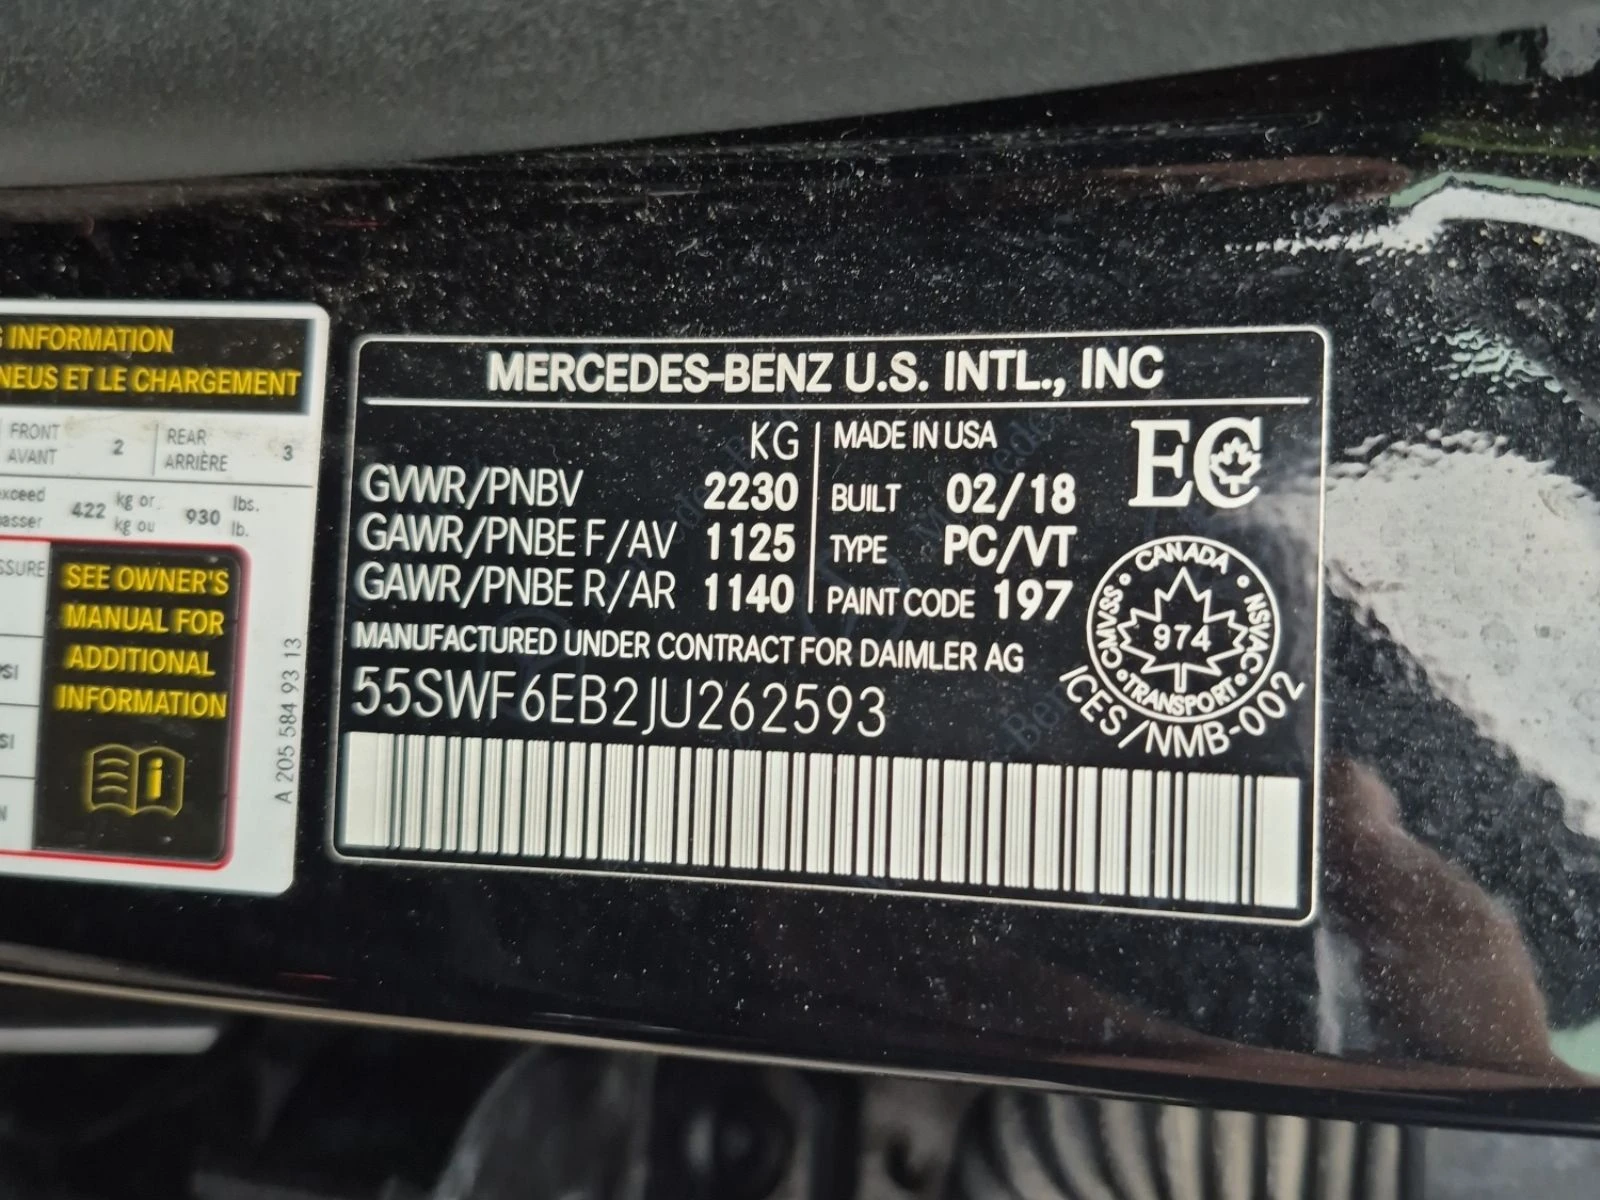 INFORMATION
NEUS ET LE CHARGEMENT
FRONT
AVANT
2
REAR
ARRIÈRE
3
422
kg or
kg ou
930
lbs.
lb.
SEE OWNER'S
MANUAL FOR
ADDITIONAL
INFORMATION
i
A 205 584 93 13
MERCEDES-BENZ U.S. INTL., INC
KG
GVWR/PNBV 2230
GAWR/PNBE F/AV 1125
GAWR/PNBE R/AR 1140
MADE IN USA
BUILT 02/18
TYPE PC/VT
PAINT CODE 197
MANUFACTURED UNDER CONTRACT FOR DAIMLER AG
55SWF6EB2JU262593
EC
CANADA
NSVAC
TRANSPORT
CMVSS
974
ICES/NMB-002